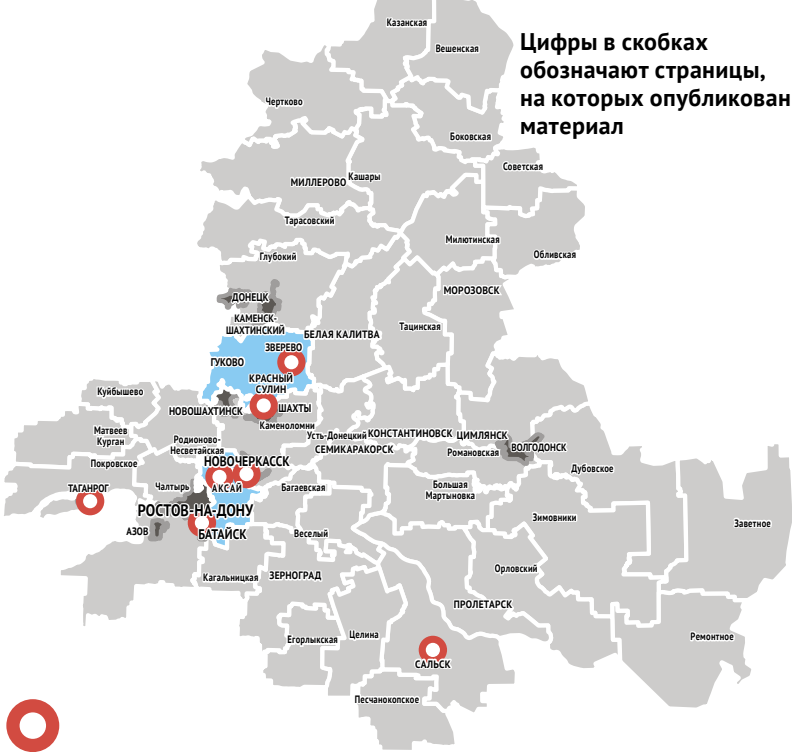 Казанская
Вешенская
Цифры в скобках
обозначают страницы,
на которых опубликован
материал
Чертково
Боковская
Советская
МИЛЛЕРОВО
Кашары
Тарасовский
Милютинская
Обливская
Глубокий
ДОНЕЦК
МОРОЗОВСК
КАМЕНСК-
ШАХТИНСКИЙ
Тацинская
БЕЛАЯ КАЛИТВА
ЗВЕРЕВО
ГУКОВО
КРАСНЫЙ
СУЛИН
Куйбышево
НОВОШАХТИНСК
ШАХТЫ
Каменоломни
Матвеев
Курган
Родионово-
Несветайская
Усть-Донецкий
КОНСТАНТИНОВСК
ЦИМЛЯНСК
СЕМИКАРАКОРСК
Романовская
ВОЛГОДОНСК
Покровское
НОВОЧЕРКАССК
Дубовское
ТАГАНРОГ
Чалтырь
АКСАЙ
Багаевская
Большая
Мартыновка
РОСТОВ-НА-ДОНУ
Зимовники
Заветное
АЗОВ
БАТАЙСК
Веселый
Кагальницкая
ЗЕРНОГРАД
Орловский
ПРОЛЕТАРСК
Егорлыкская
Целина
Ремонтное
САЛЬСК
Песчанокопское